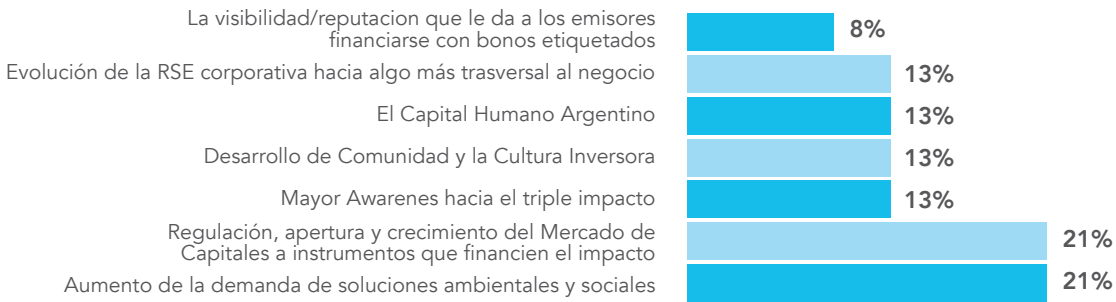 La visibilidad/reputacion que le da a los emisores
financiarse con bonos etiquetados
8%
Evolución de la RSE corporativa hacia algo más trasversal al negocio
13%
El Capital Humano Argentino
13%
Desarrollo de Comunidad y la Cultura Inversora
13%
Mayor Awarenes hacia el triple impacto
13%
Regulación, apertura y crecimiento del Mercado de
Capitales a instrumentos que financien el impacto
21%
Aumento de la demanda de soluciones ambientales y sociales
21%